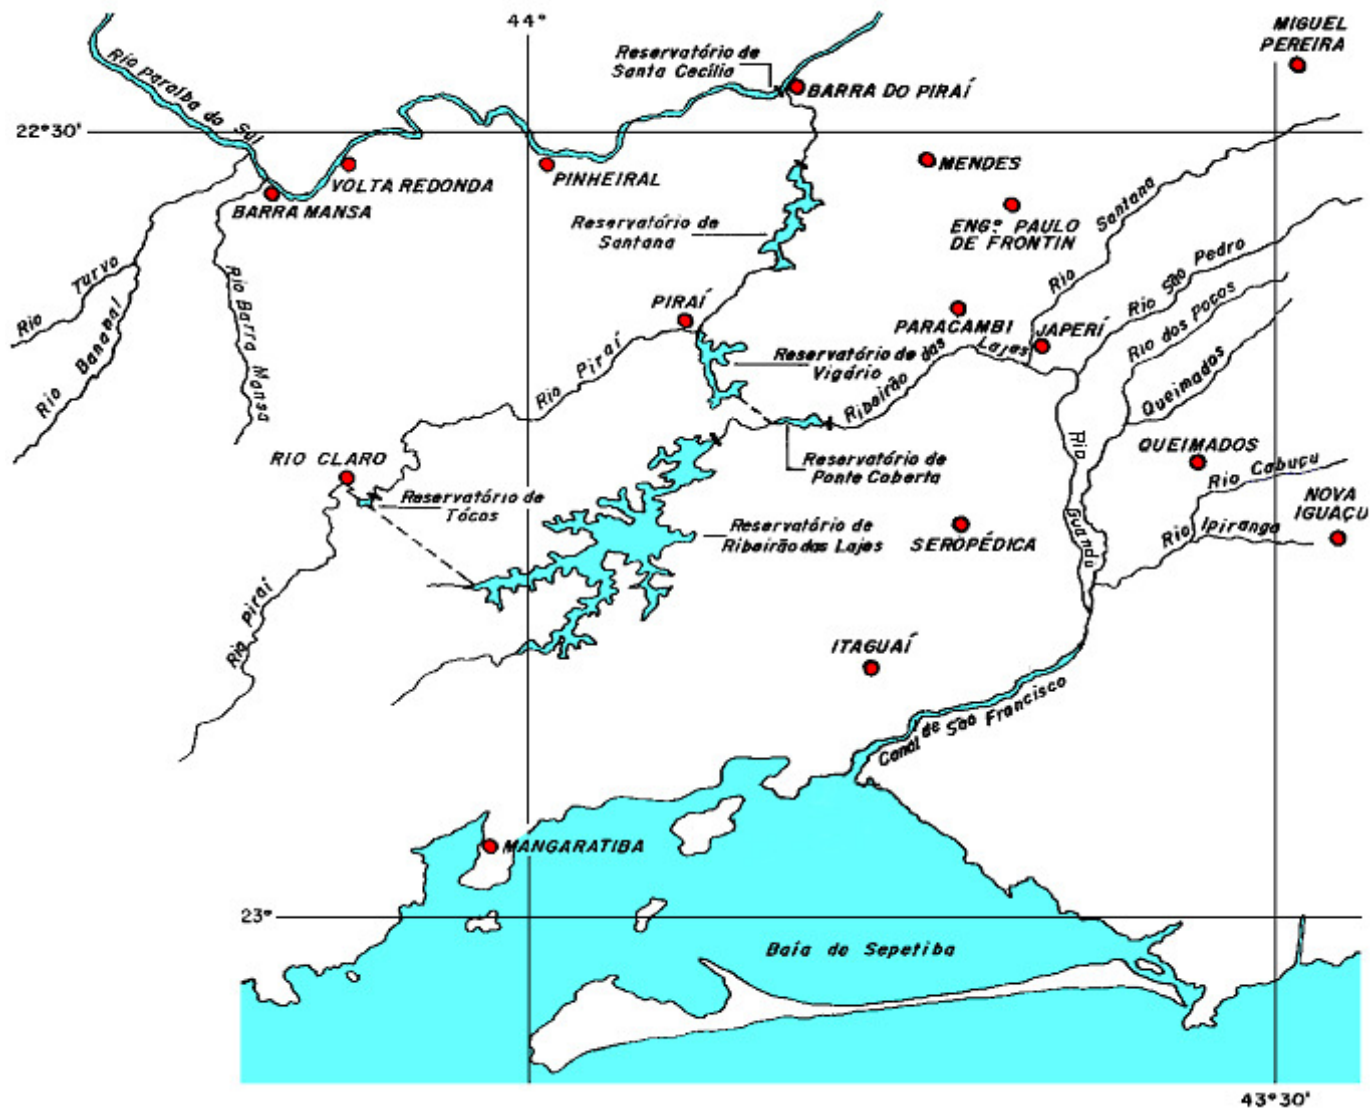 44°
MIGUEL
PEREIRA
Reservatório de
Santa Cecília
Rio Paraíba do Sul
BARRA DO PIRAÍ
22°30'
MENDES
VOLTA REDONDA
PINHEIRAL
BARRA MANSA
Reservatório de
Santana
ENGº PAULO
DE FRONTIN
Rio Santana
Rio São Pedro
Rio Turvo
Rio Bananal
Rio Barra Mansa
PIRAÍ
PARACAMBI
JAPERÍ
Rio dos Poços
Queimados
Rio Piraí
Reservatório de
Vigário
Ribeirão das Lajes
RIO CLARO
Reservatório de
Tócos
Reservatório de
Ponte Coberta
QUEIMADOS
Rio Cabuçu
NOVA
IGUAÇU
Reservatório de
Ribeirão das Lajes
SEROPÉDICA
Rio Guandu
Rio Ipiranga
Rio Piraí
ITAGUAÍ
Canal de São Francisco
MANGARATIBA
23°
Baía de Sepetiba
43°30'